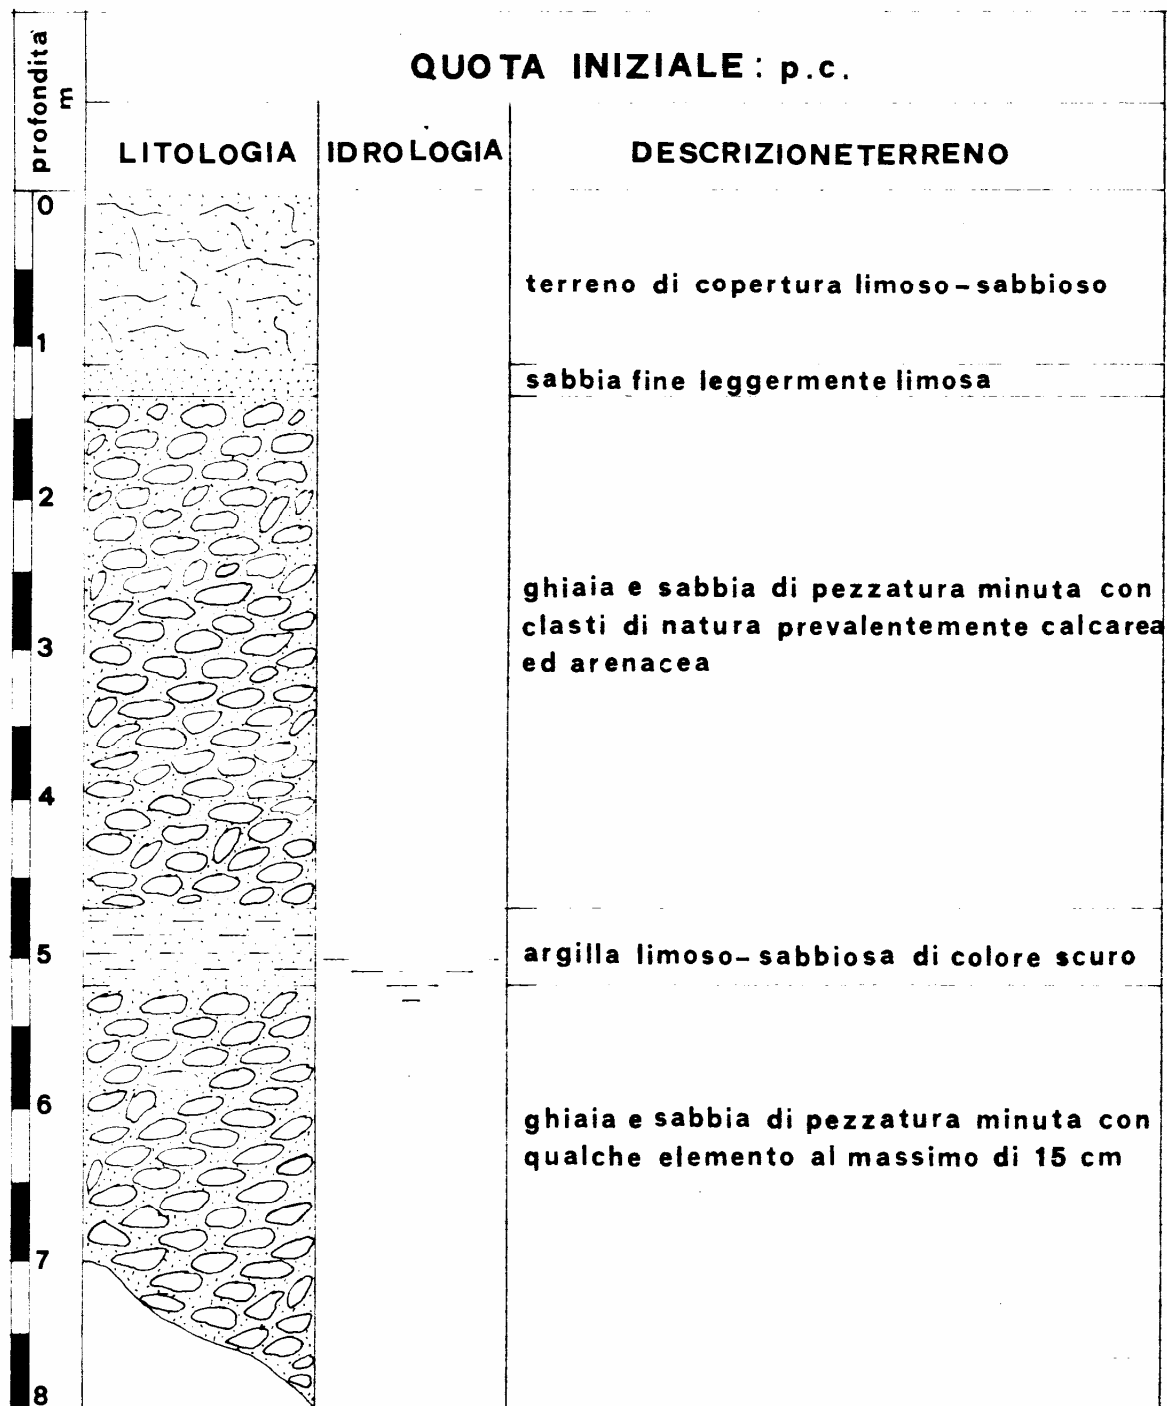 profondità
m
QUOTA INIZIALE: p.c.
LITOLOGIA
IDROLOGIA
DESCRIZIONE TERRENO
0
terreno di copertura limoso-sabbioso
1
sabbia fine leggermente limosa
2
ghiaia e sabbia di pezzatura minuta con
clasti di natura prevalentemente calcarea
ed arenacea
3
4
5
argilla limoso-sabbiosa di colore scuro
6
ghiaia e sabbia di pezzatura minuta con
qualche elemento al massimo di 15 cm
7
8